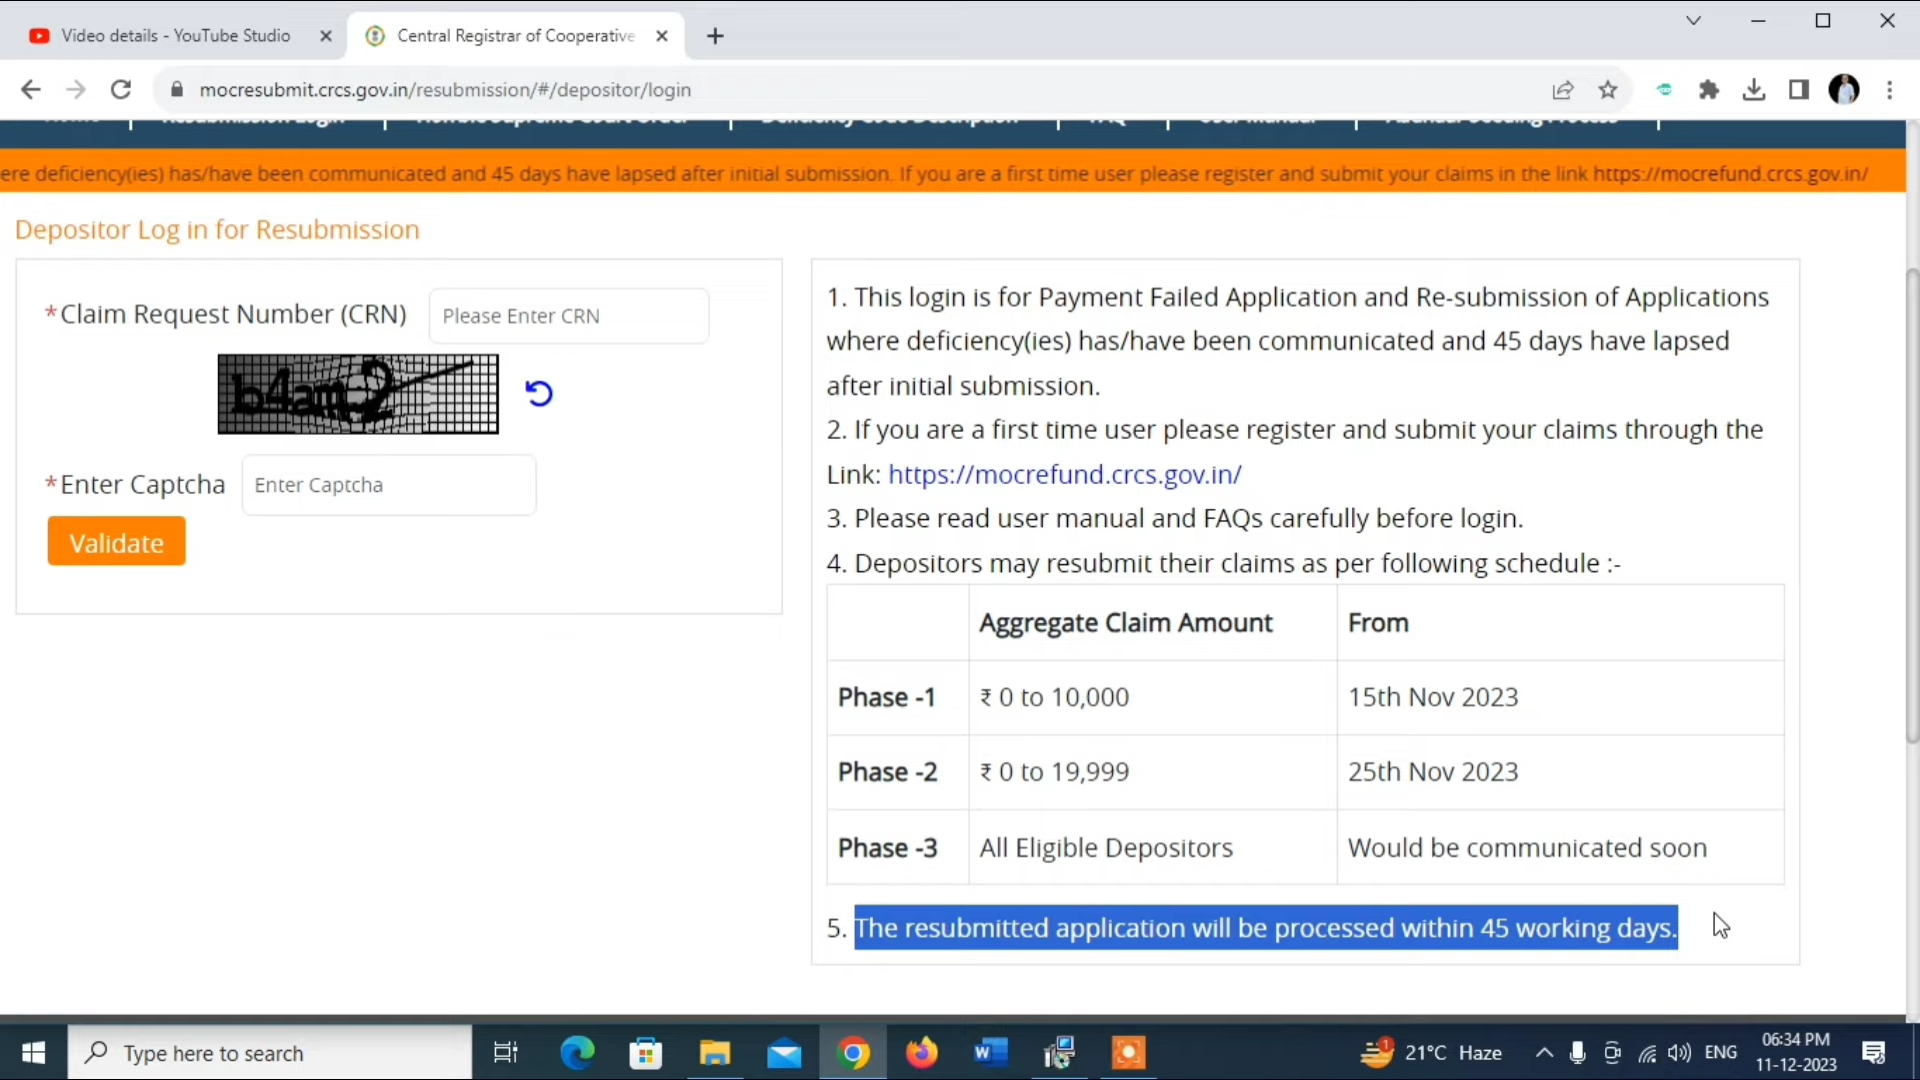 Video details - YouTube Studio
Central Registrar of Cooperative
mocresubmit.crcs.gov.in/resubmission/#/depositor/login
ere deficiency(ies) has/have been communicated and 45 days have lapsed after initial submission. If you are a first time user please register and submit your claims in the link https://mocrefund.crcs.gov.in/
Depositor Log in for Resubmission
*Claim Request Number (CRN)
Please Enter CRN
b4am2
*Enter Captcha
Enter Captcha
Validate
1. This login is for Payment Failed Application and Re-submission of Applications
where deficiency(ies) has/have been communicated and 45 days have lapsed
after initial submission.
2. If you are a first time user please register and submit your claims through the
Link: https://mocrefund.crcs.gov.in/
3. Please read user manual and FAQs carefully before login.
4. Depositors may resubmit their claims as per following schedule :-
Aggregate Claim Amount From
Phase -1 ₹ 0 to 10,000 15th Nov 2023
Phase -2 ₹ 0 to 19,999 25th Nov 2023
Phase -3 All Eligible Depositors Would be communicated soon
5. The resubmitted application will be processed within 45 working days.
Type here to search
1
21°C Haze
ENG
06:34 PM
11-12-2023